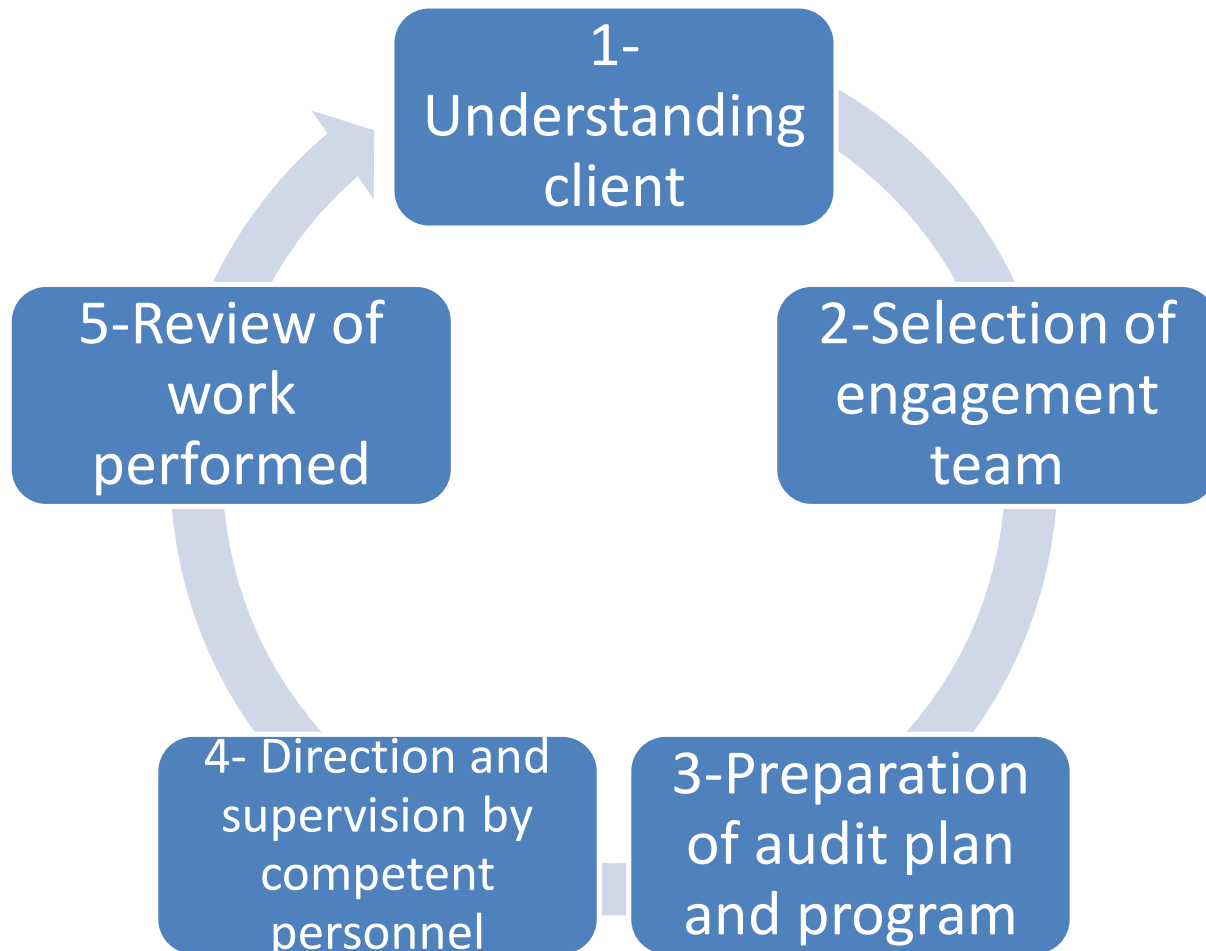 1-
Understanding
client
2-Selection of
engagement
team
3-Preparation
of audit plan
and program
4- Direction and
supervision by
competent
personnel
5-Review of
work
performed